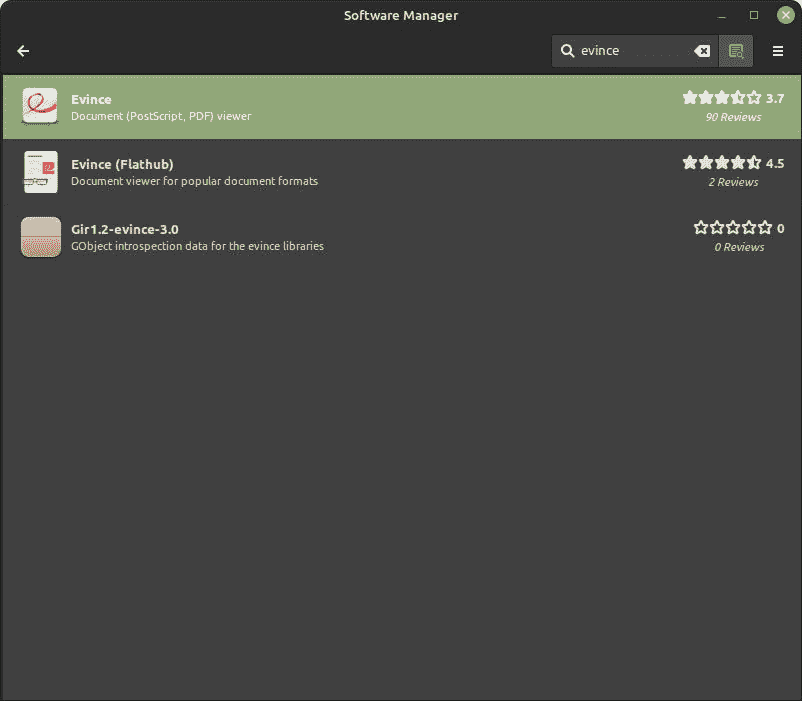 Software Manager
evince
Evince
Document (PostScript, PDF) viewer
3.7
90 Reviews
Evince (Flathub)
Document viewer for popular document formats
4.5
2 Reviews
Gir1.2-evince-3.0
GObject introspection data for the evince libraries
0
0 Reviews